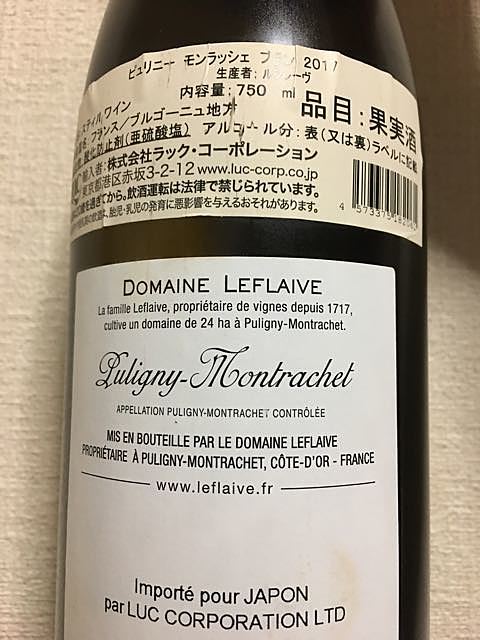 ピュリニー モンラッシェ ブラン 2017
生産者: ルフレーヴ
内容量: 750 ml
品目: 果実酒
スティルワイン
フランス/ブルゴーニュ地方
酸化防止剤(亜硫酸塩) アルコール分: 表(又は裏)ラベルに記載
輸入者: 株式会社ラック・コーポレーション
東京都港区赤坂3-2-12 www.luc-corp.co.jp
を過ぎてから。飲酒運転は法律で禁じられています。
飲酒は、胎児・乳児の発育に悪影響を与えるおそれがあります。
DOMAINE LEFLAIVE
La famille Leflaive, propriétaire de vignes depuis 1717,
cultive un domaine de 24 ha à Puligny-Montrachet.
Puligny-Montrachet
APPELLATION PULIGNY-MONTRACHET CONTRÔLÉE
MIS EN BOUTEILLE PAR LE DOMAINE LEFLAIVE
PROPRIÉTAIRE À PULIGNY-MONTRACHET, CÔTE-D'OR - FRANCE
www.leflaive.fr
Importé pour JAPON
par LUC CORPORATION LTD